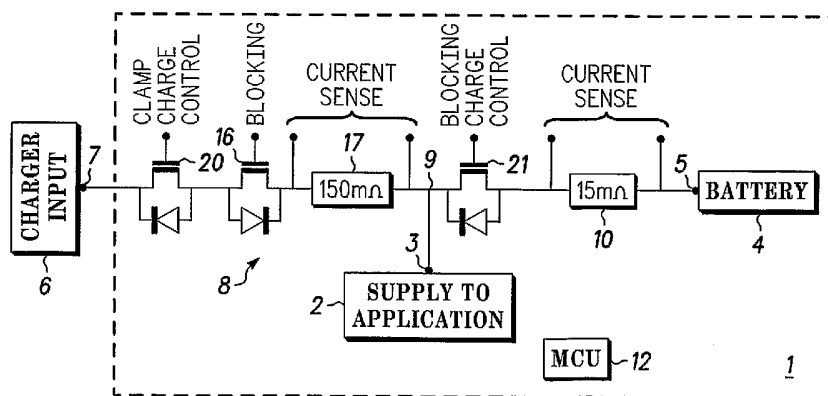 CLAMP
CHARGE
CONTROL
BLOCKING
CURRENT
SENSE
BLOCKING
CHARGE
CONTROL
CURRENT
SENSE
CHARGER
INPUT
7
20
16
17
150mΩ
9
21
15mΩ
10
5
BATTERY
4
6
8
3
2
SUPPLY TO
APPLICATION
MCU
12
1